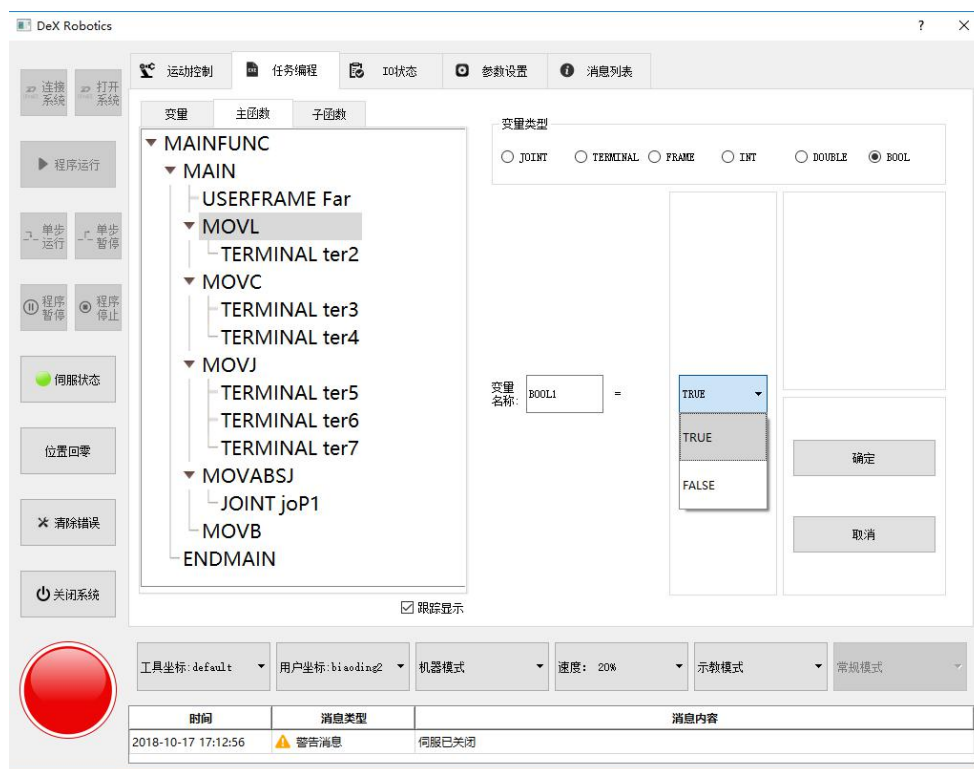 DeX Robotics
?
运动控制
任务编程
IO状态
参数设置
消息列表
连接系统
打开系统
程序运行
单步运行
单步暂停
程序暂停
程序停止
伺服状态
位置回零
清除错误
关闭系统
变量
主函数
子函数
MAINFUNC
MAIN
USERFRAME Far
MOVL
TERMINAL ter2
MOVC
TERMINAL ter3
TERMINAL ter4
MOVJ
TERMINAL ter5
TERMINAL ter6
TERMINAL ter7
MOVABSJ
JOINT joP1
MOVB
ENDMAIN
跟踪显示
变量类型
JOINT
TERMINAL
FRAME
INT
DOUBLE
BOOL
变量
名称:
BOOL1
=
TRUE
TRUE
FALSE
确定
取消
工具坐标:default
用户坐标:biaoding2
机器模式
速度: 20%
示教模式
常规模式
时间 消息类型 消息内容
2018-10-17 17:12:56 警告消息 伺服已关闭